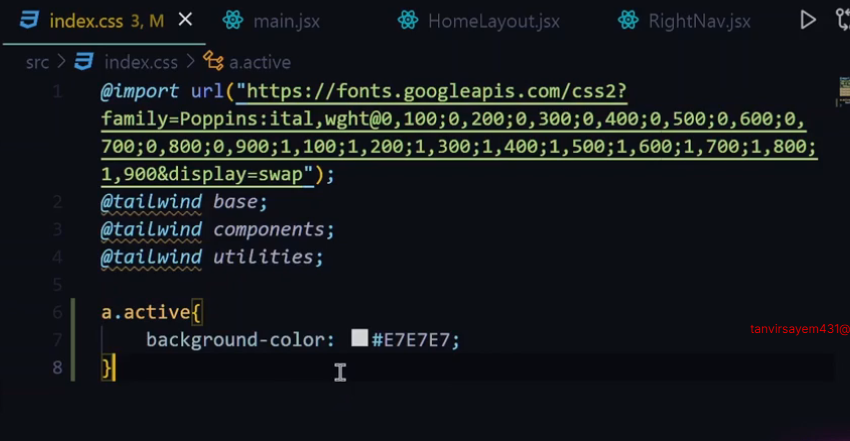 index.css 3, M
main.jsx
HomeLayout.jsx
RightNav.jsx
src > index.css > a.active
1 @import url("https://fonts.googleapis.com/css2?
family=Poppins:ital,wght@0,100;0,200;0,300;0,400;0,500;0,600;0,
700;0,800;0,900;1,100;1,200;1,300;1,400;1,500;1,600;1,700;1,800;
1,900&display=swap");
2 @tailwind base;
3 @tailwind components;
4 @tailwind utilities;
5
6 a.active{
7 background-color: #E7E7E7;
8 }
tanvirsayem431@